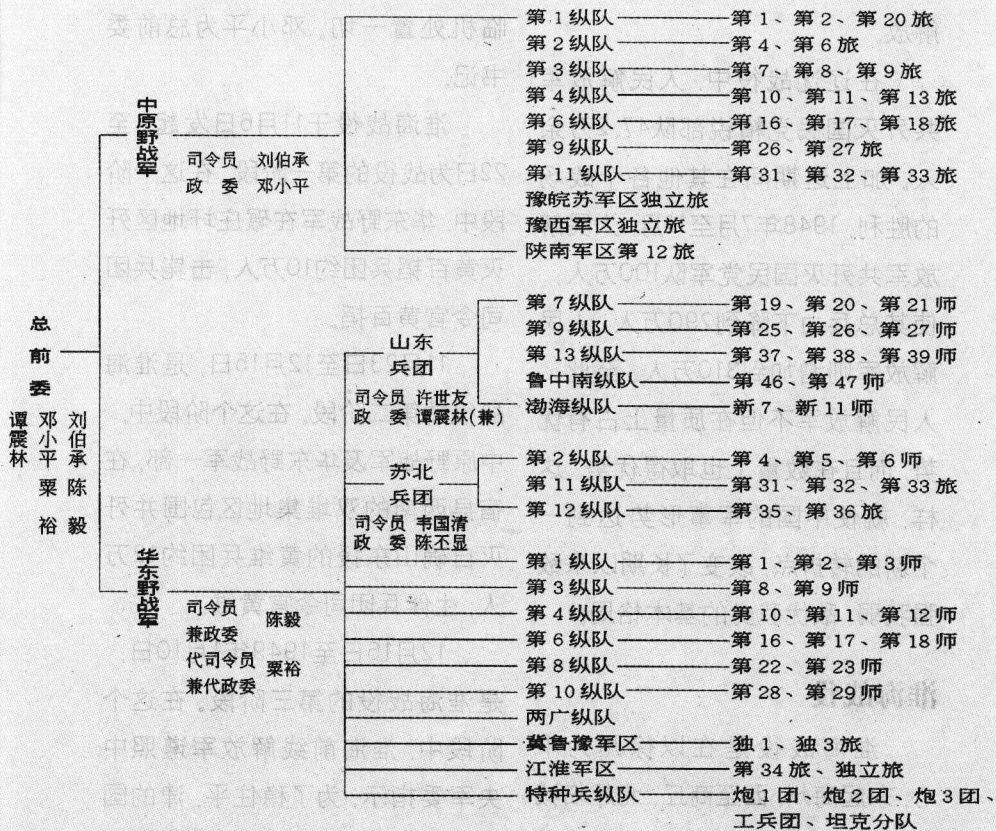 总前委
刘伯承 陈毅
邓小平 粟裕
谭震林
中原野战军
司令员 刘伯承
政委 邓小平
第1纵队 第1、第2、第20旅
第2纵队 第4、第6旅
第3纵队 第7、第8、第9旅
第4纵队 第10、第11、第13旅
第6纵队 第16、第17、第18旅
第9纵队 第26、第27旅
第11纵队 第31、第32、第33旅
豫皖苏军区独立旅
豫西军区独立旅
陕南军区第12旅
华东野战军
司令员兼政委 陈毅
代司令员兼代政委 粟裕
山东兵团
司令员 许世友
政委 谭震林(兼)
第7纵队 第19、第20、第21师
第9纵队 第25、第26、第27师
第13纵队 第37、第38、第39师
鲁中南纵队 第46、第47师
渤海纵队 新7、新11师
苏北兵团
司令员 韦国清
政委 陈丕显
第2纵队 第4、第5、第6师
第11纵队 第31、第32、第33旅
第12纵队 第35、第36旅
第1纵队 第1、第2、第3师
第3纵队 第8、第9师
第4纵队 第10、第11、第12师
第6纵队 第16、第17、第18师
第8纵队 第22、第23师
第10纵队 第28、第29师
两广纵队
冀鲁豫军区 独1、独3旅
江淮军区 第34旅、独立旅
特种兵纵队 炮1团、炮2团、炮3团、
工兵团、坦克分队